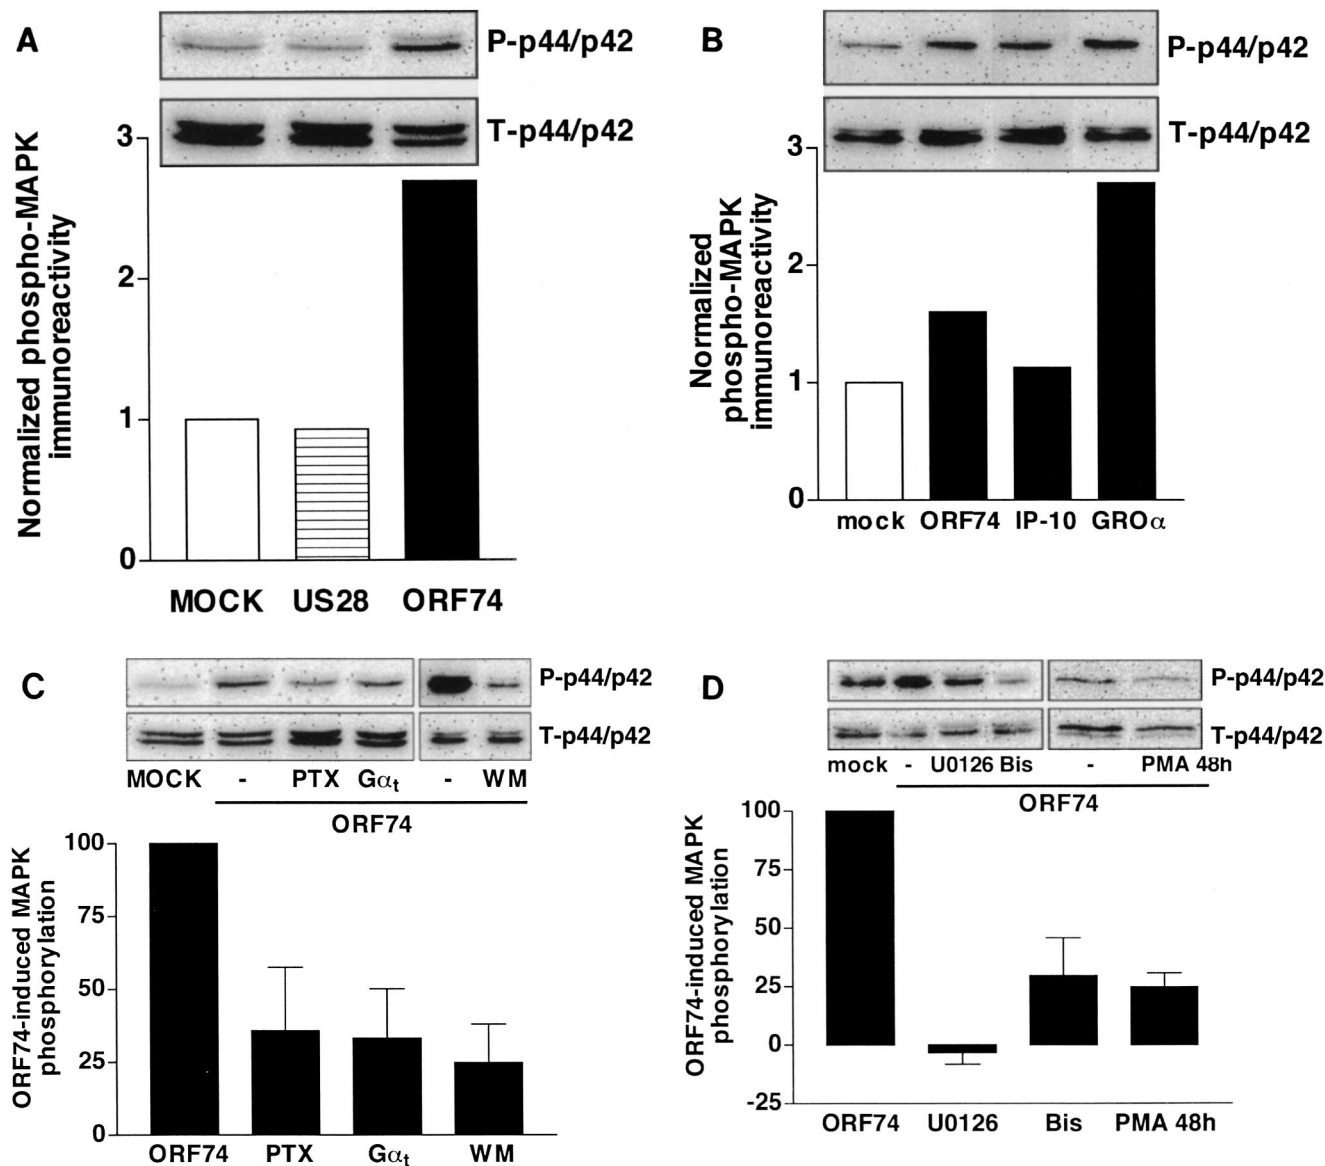 A
P-p44/p42
T-p44/p42
Normalized phospho-MAPK
immunoreactivity
3
2
1
0
MOCK US28 ORF74
B
P-p44/p42
T-p44/p42
Normalized
phospho-MAPK
immunoreactivity
3
2
1
0
mock ORF74 IP-10 GROα
C
P-p44/p42
T-p44/p42
MOCK - PTX Gαt - WM
ORF74
ORF74-induced MAPK
phosphorylation
100
75
50
25
0
ORF74 PTX Gαt WM
D
P-p44/p42
T-p44/p42
mock - U0126 Bis - PMA 48h
ORF74
ORF74-induced MAPK
phosphorylation
100
75
50
25
0
-25
ORF74 U0126 Bis PMA 48h